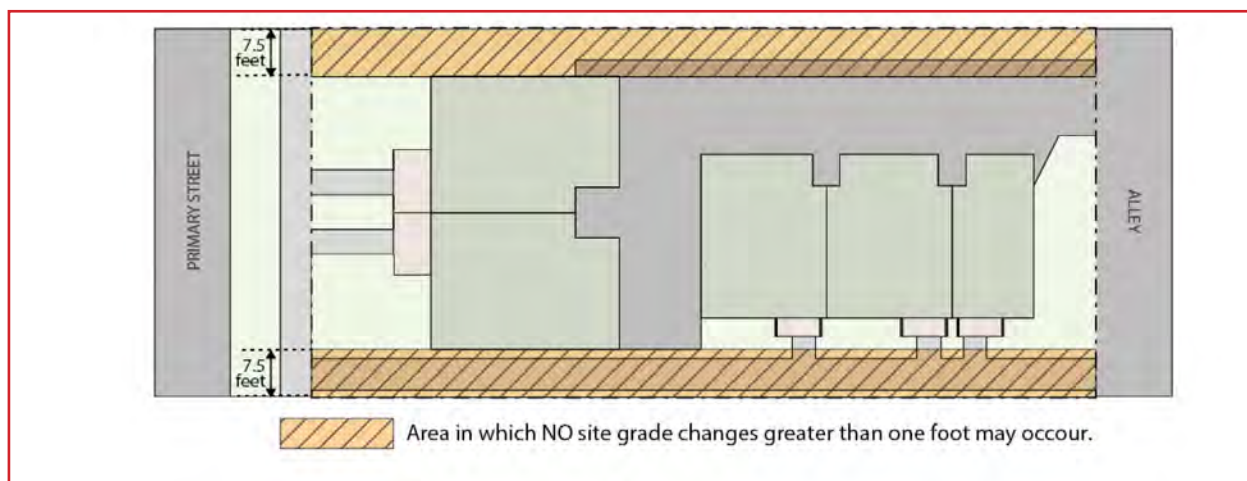 7.5
feet
PRIMARY STREET
ALLEY
7.5
feet
Area in which NO site grade changes greater than one foot may occour.